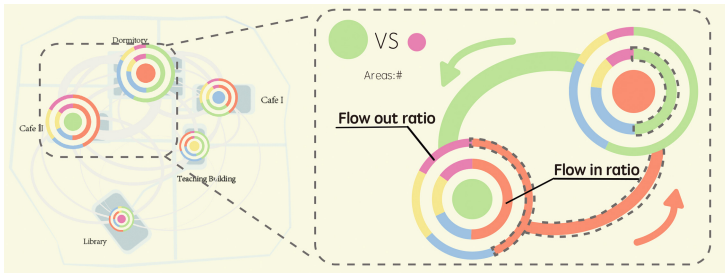 Dormitory
Cafe I
Cafe II
Teaching Building
Library
VS
Areas:#
Flow out ratio
Flow in ratio